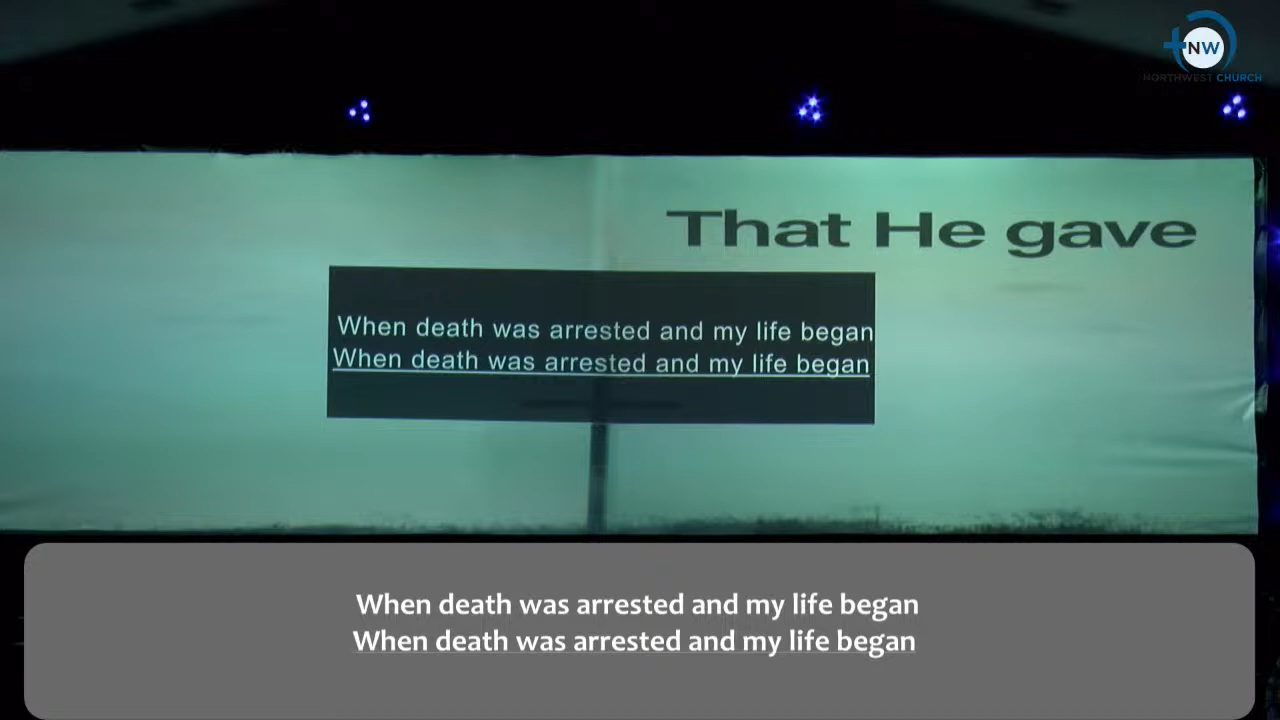 NW
NORTHWEST CHURCH
That He gave
When death was arrested and my life began
When death was arrested and my life began
When death was arrested and my life began
When death was arrested and my life began